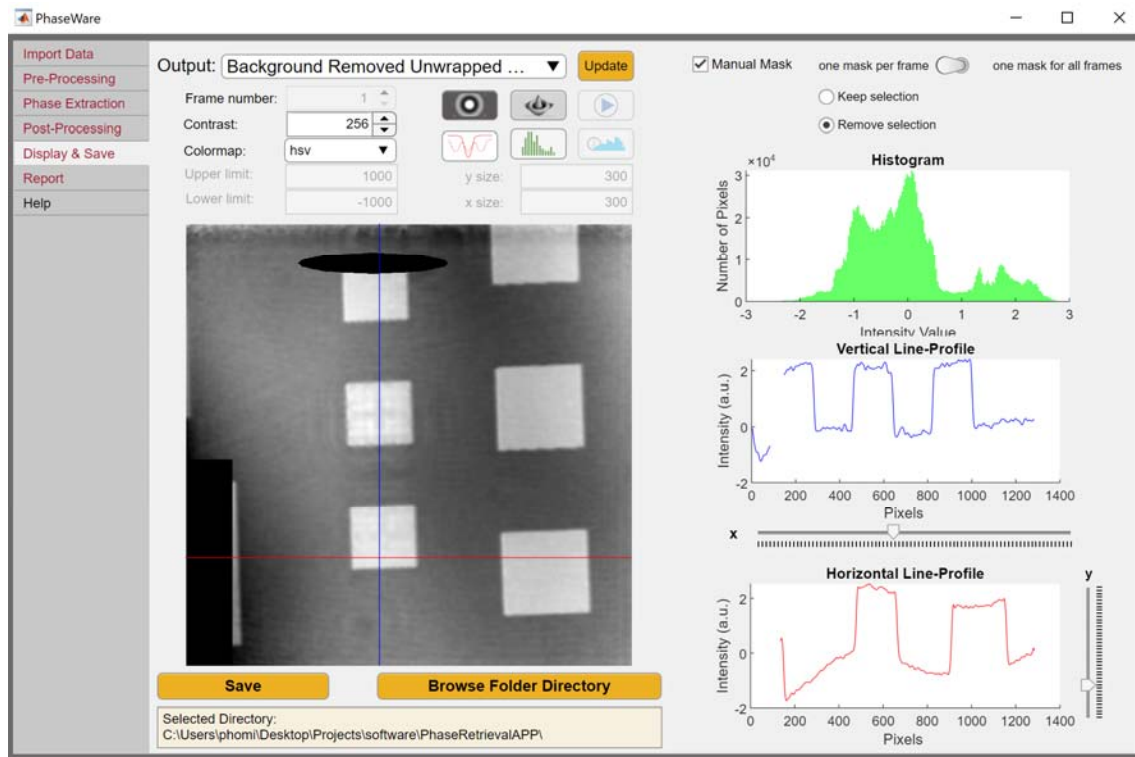 PhaseWare
Import Data
Pre-Processing
Phase Extraction
Post-Processing
Display & Save
Report
Help
Output: Background Removed Unwrapped ... Update
Frame number: 1
Contrast: 256
Colormap: hsv
Upper limit: 1000 y size: 300
Lower limit: -1000 x size: 300
Save Browse Folder Directory
Selected Directory:
C:\Users\phomi\Desktop\Projects\software\PhaseRetrievalAPP\
Manual Mask one mask per frame one mask for all frames
Keep selection
Remove selection
Histogram
×10⁴
Number of Pixels
3
2
1
0
-3 -2 -1 0 1 2 3
Intensity Value
Vertical Line-Profile
Intensity (a.u.)
2
0
-2
0 200 400 600 800 1000 1200 1400
Pixels
x
Horizontal Line-Profile
y
Intensity (a.u.)
2
0
-2
0 200 400 600 800 1000 1200 1400
Pixels